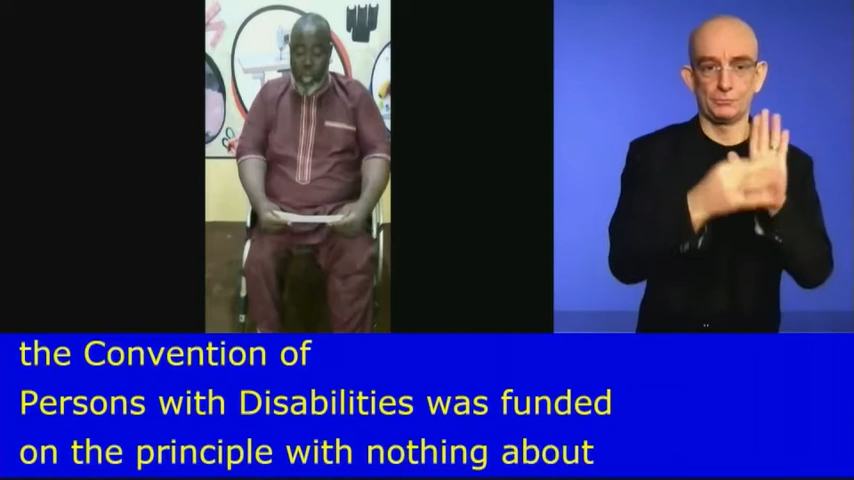 the Convention of
Persons with Disabilities was funded
on the principle with nothing about